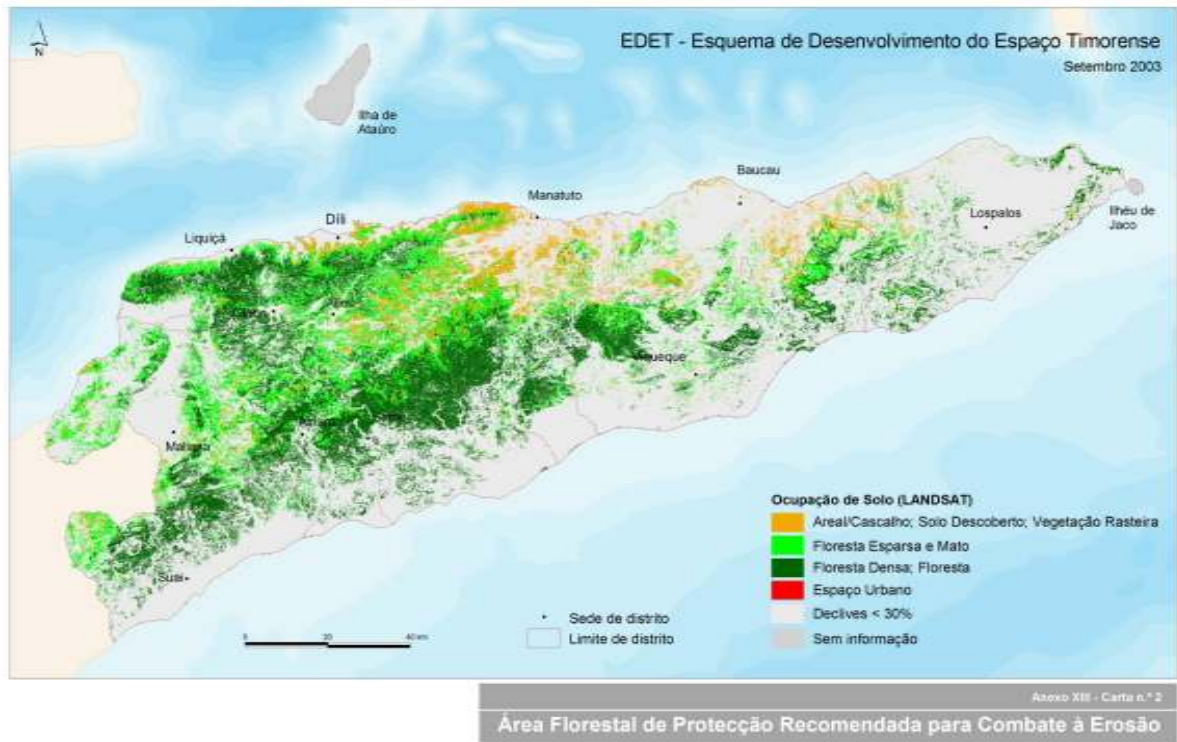 EDET - Esquema de Desenvolvimento do Espaço Timorense
Setembro 2003
N
Ilha de
Ataúro
Baucau
Manatuto
Díli
Liquiçá
Lospalos
Ilhéu de
Jaco
Suai
Ocupação de Solo (LANDSAT)
Areal/Cascalho; Solo Descoberto; Vegetação Rasteira
Floresta Esparsa e Mato
Floresta Densa; Floresta
Espaço Urbano
Declives < 30%
Sem informação
Sede de distrito
Limite de distrito
0 20 40 km
Anexo XIII - Carta n.º 2
Área Florestal de Protecção Recomendada para Combate à Erosão